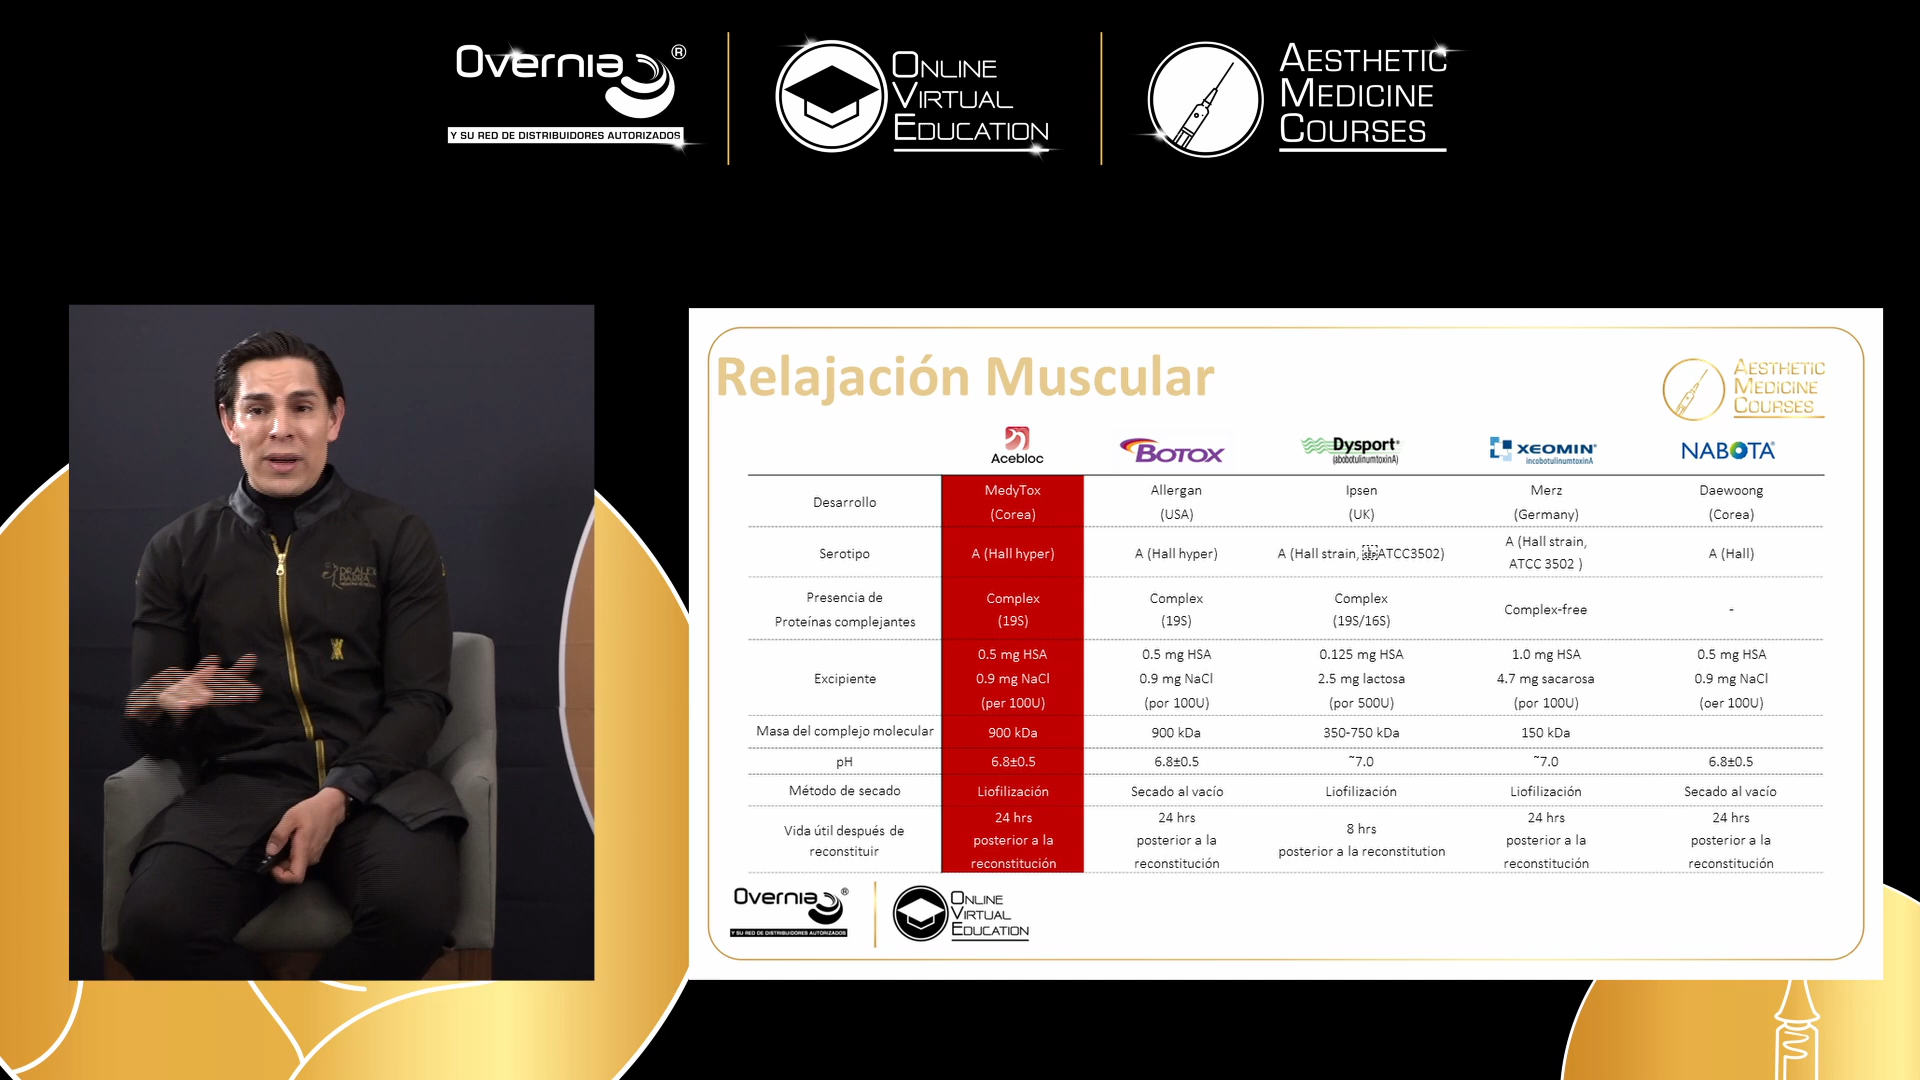 Overnia®
Y SU RED DE DISTRIBUIDORES AUTORIZADOS
ONLINE
VIRTUAL
EDUCATION
AESTHETIC
MEDICINE
COURSES
DR ALEX
PARRA
Relajación Muscular
AESTHETIC
MEDICINE
COURSES
Acebloc
BOTOX
Dysport®
(abobotulinumtoxinA)
XEOMIN®
incobotulinumtoxinA
NABOTA®
Desarrollo
MedyTox
(Corea)
Allergan
(USA)
Ipsen
(UK)
Merz
(Germany)
Daewoong
(Corea)
Serotipo
A (Hall hyper)
A (Hall hyper)
A (Hall strain, ATCC3502)
A (Hall strain,
ATCC 3502 )
A (Hall)
Presencia de
Proteínas complejantes
Complex
(19S)
Complex
(19S)
Complex
(19S/16S)
Complex-free
-
Excipiente
0.5 mg HSA
0.9 mg NaCl
(per 100U)
0.5 mg HSA
0.9 mg NaCl
(por 100U)
0.125 mg HSA
2.5 mg lactosa
(por 500U)
1.0 mg HSA
4.7 mg sacarosa
(por 100U)
0.5 mg HSA
0.9 mg NaCl
(oer 100U)
Masa del complejo molecular
900 kDa
900 kDa
350-750 kDa
150 kDa
pH
6.8±0.5
6.8±0.5
~7.0
~7.0
6.8±0.5
Método de secado
Liofilización
Secado al vacío
Liofilización
Liofilización
Secado al vacío
Vida útil después de
reconstituir
24 hrs
posterior a la
reconstitución
24 hrs
posterior a la
reconstitución
8 hrs
posterior a la reconstitution
24 hrs
posterior a la
reconstitución
24 hrs
posterior a la
reconstitución
Overnia®
Y SU RED DE DISTRIBUIDORES AUTORIZADOS
ONLINE
VIRTUAL
EDUCATION